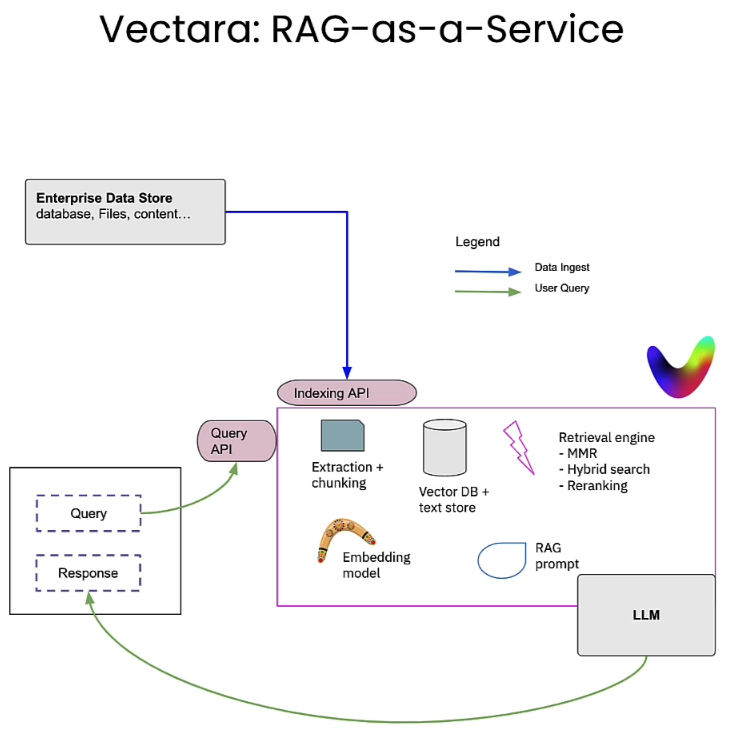 Vectara: RAG-as-a-Service
Enterprise Data Store
database, Files, content...
Legend
Data Ingest
User Query
Indexing API
Query
API
Extraction +
chunking
Vector DB +
text store
Retrieval engine
- MMR
- Hybrid search
- Reranking
Query
Response
Embedding
model
RAG
prompt
LLM